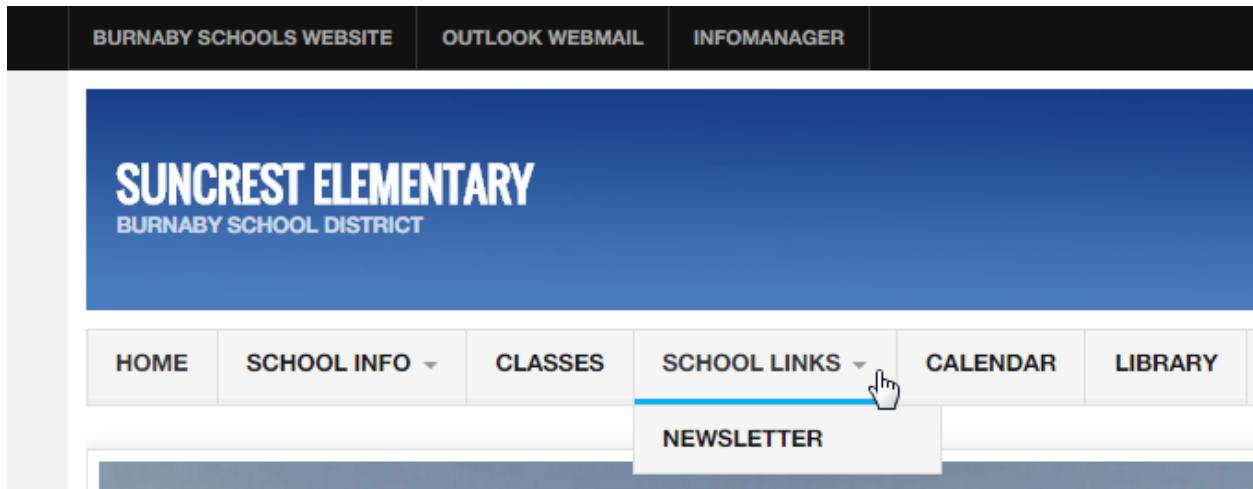 BURNABY SCHOOLS WEBSITE OUTLOOK WEBMAIL INFOMANAGER
SUNCREST ELEMENTARY
BURNABY SCHOOL DISTRICT
HOME SCHOOL INFO CLASSES SCHOOL LINKS CALENDAR LIBRARY
NEWSLETTER